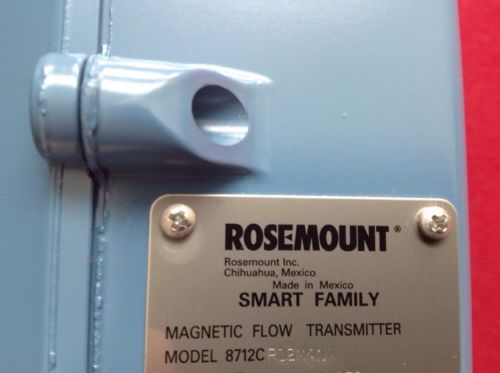 ROSEMOUNT®
Rosemount Inc.
Chihuahua, Mexico
Made in Mexico
SMART FAMILY
MAGNETIC FLOW TRANSMITTER
MODEL 8712C